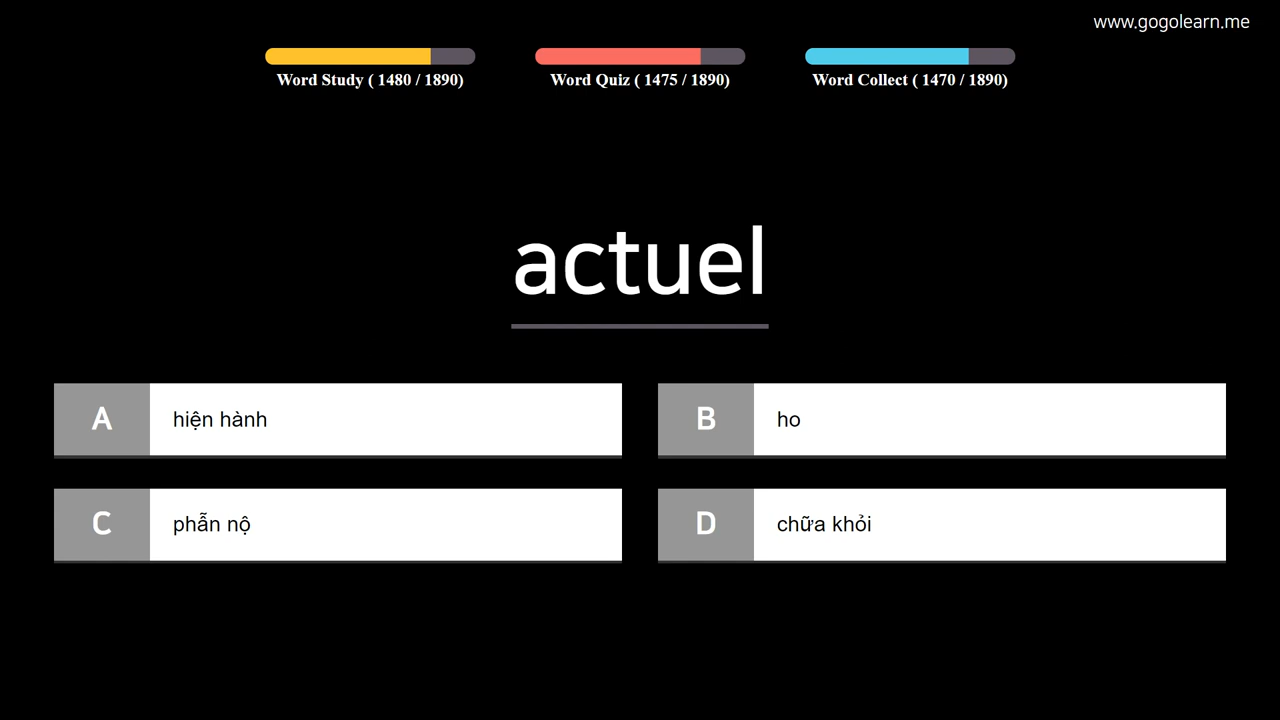 www.gogolearn.me
Word Study ( 1480 / 1890)
Word Quiz ( 1475 / 1890)
Word Collect ( 1470 / 1890)
actuel
A hiện hành
B ho
C phẫn nộ
D chữa khỏi